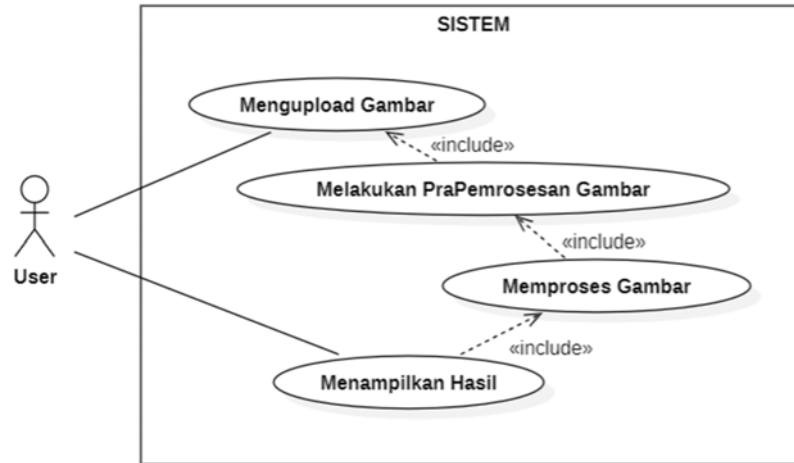 SISTEM
Mengupload Gambar
«include»
Melakukan PraPemrosesan Gambar
«include»
User
Memproses Gambar
«include»
Menampilkan Hasil